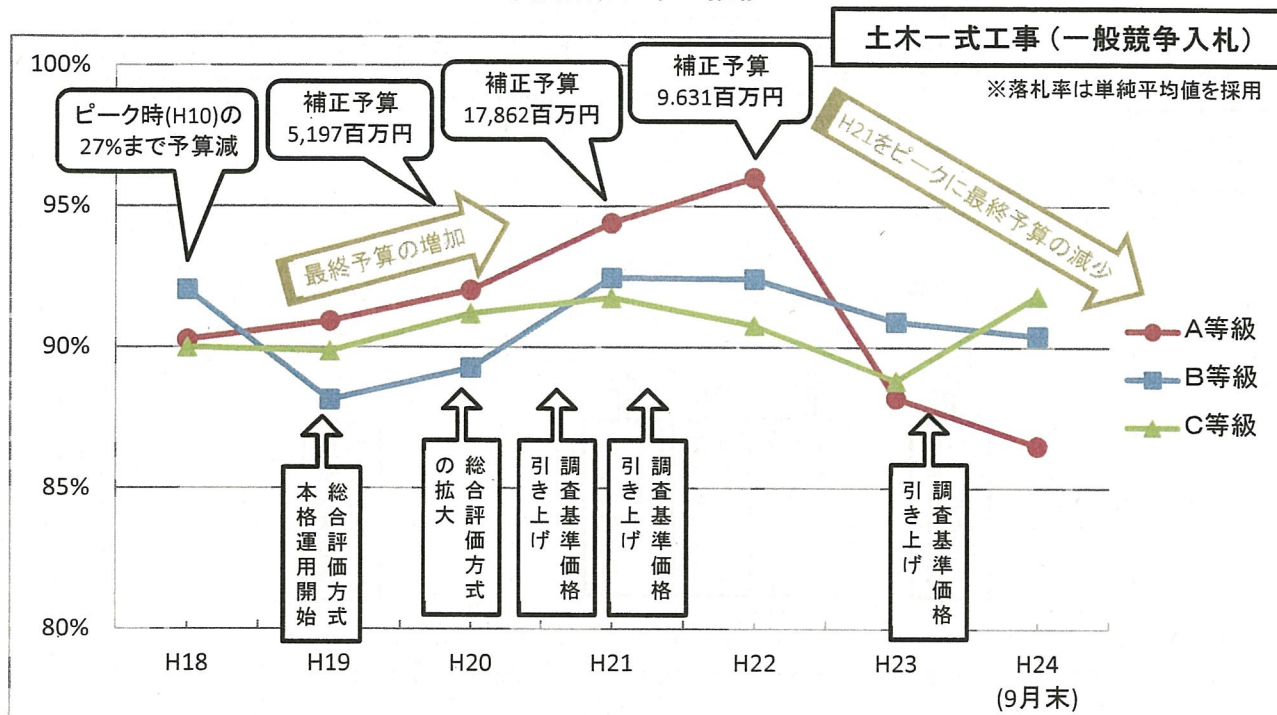 土木一式工事（一般競争入札）
※落札率は単純平均値を採用
100%
95%
90%
85%
80%
ピーク時(H10)の
27%まで予算減
補正予算
5,197百万円
補正予算
17,862百万円
補正予算
9.631百万円
最終予算の増加
H21をピークに最終予算の減少
A等級
B等級
C等級
総合評価方式
本格運用開始
総合評価方式
の拡大
調査基準価格
引き上げ
調査基準価格
引き上げ
調査基準価格
引き上げ
H18
H19
H20
H21
H22
H23
H24
(9月末)